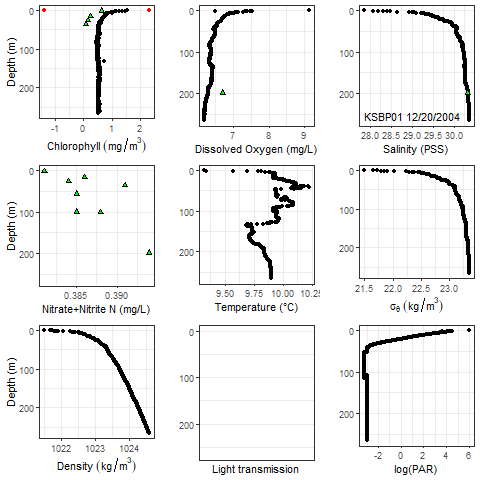 Depth (m)
0
100
200
-1 0 1 2
Chlorophyll (mg/m³)
0
100
200
7 8 9
Dissolved Oxygen (mg/L)
0
100
200
KSBP01 12/20/2004
28.0 28.5 29.0 29.5 30.0
Salinity (PSS)
Depth (m)
0
100
200
0.385 0.390
Nitrate+Nitrite N (mg/L)
0
100
200
9.50 9.75 10.00 10.25
Temperature (°C)
0
100
200
21.5 22.0 22.5 23.0
σθ (kg/m³)
Depth (m)
0
100
200
1022 1023 1024
Density (kg/m³)
0
100
200
Light transmission
0
100
200
-2 0 2 4 6
log(PAR)